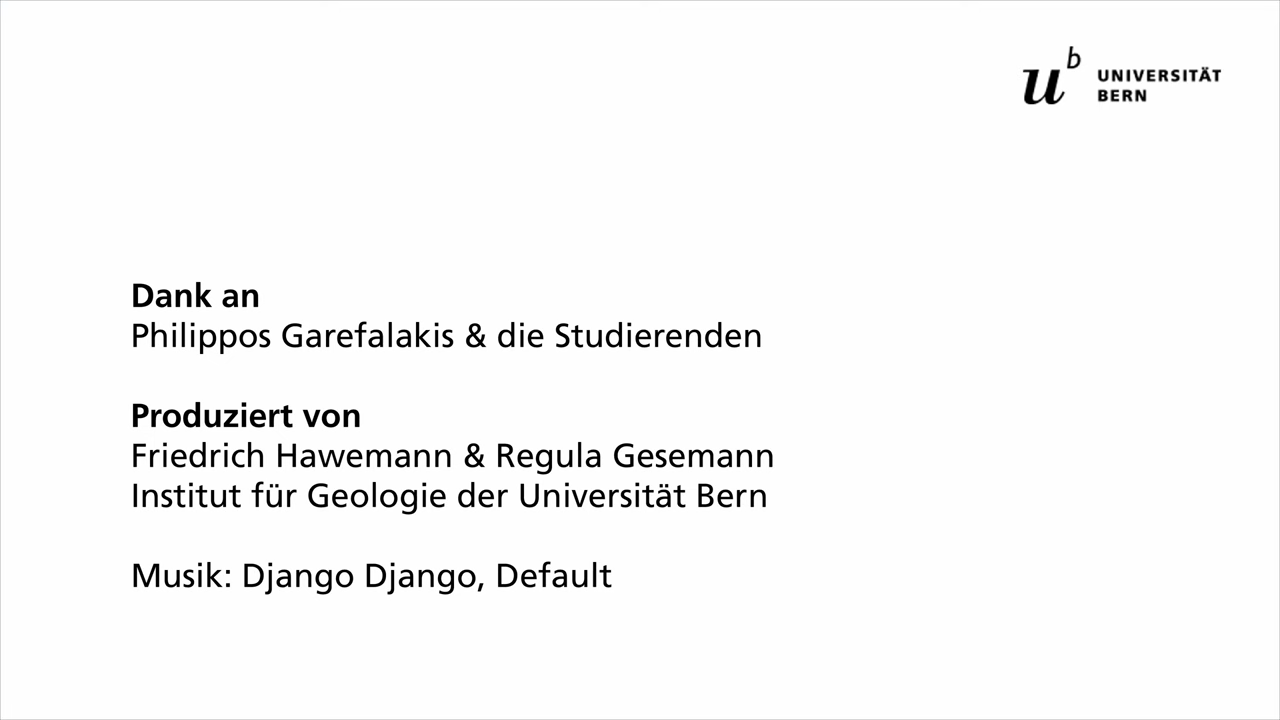 u
b
UNIVERSITÄT
BERN
Dank an
Philippos Garefalakis & die Studierenden
Produziert von
Friedrich Hawemann & Regula Gesemann
Institut für Geologie der Universität Bern
Musik: Django Django, Default